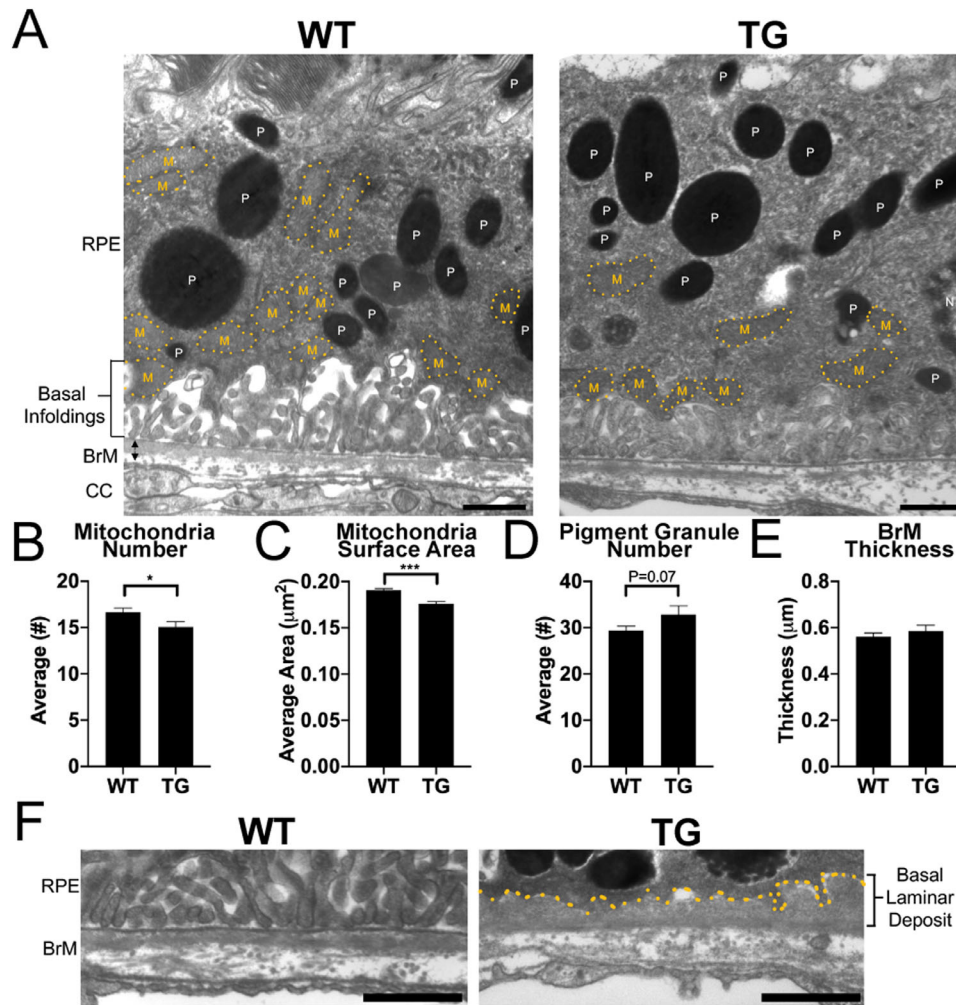 A
WT
TG
P
P
P
P
P
P
P
P
P
P
P
P
M
M
M
M
M
M
M
M
M
M
M
M
M
M
P
P
P
P
P
P
P
P
P
P
P
P
P
P
M
M
M
M
M
M
M
M
N
RPE
Basal
Infoldings
BrM
CC
B
Mitochondria
Number
*
Average (#)
20
15
10
5
0
WT TG
C
Mitochondria
Surface Area
***
Average Area (μm²)
0.20
0.15
0.10
0.05
0.00
WT TG
D
Pigment Granule
Number
P=0.07
Average (#)
40
30
20
10
0
WT TG
E
BrM
Thickness
Thickness (μm)
0.8
0.6
0.4
0.2
0.0
WT TG
F
WT
TG
RPE
BrM
Basal
Laminar
Deposit